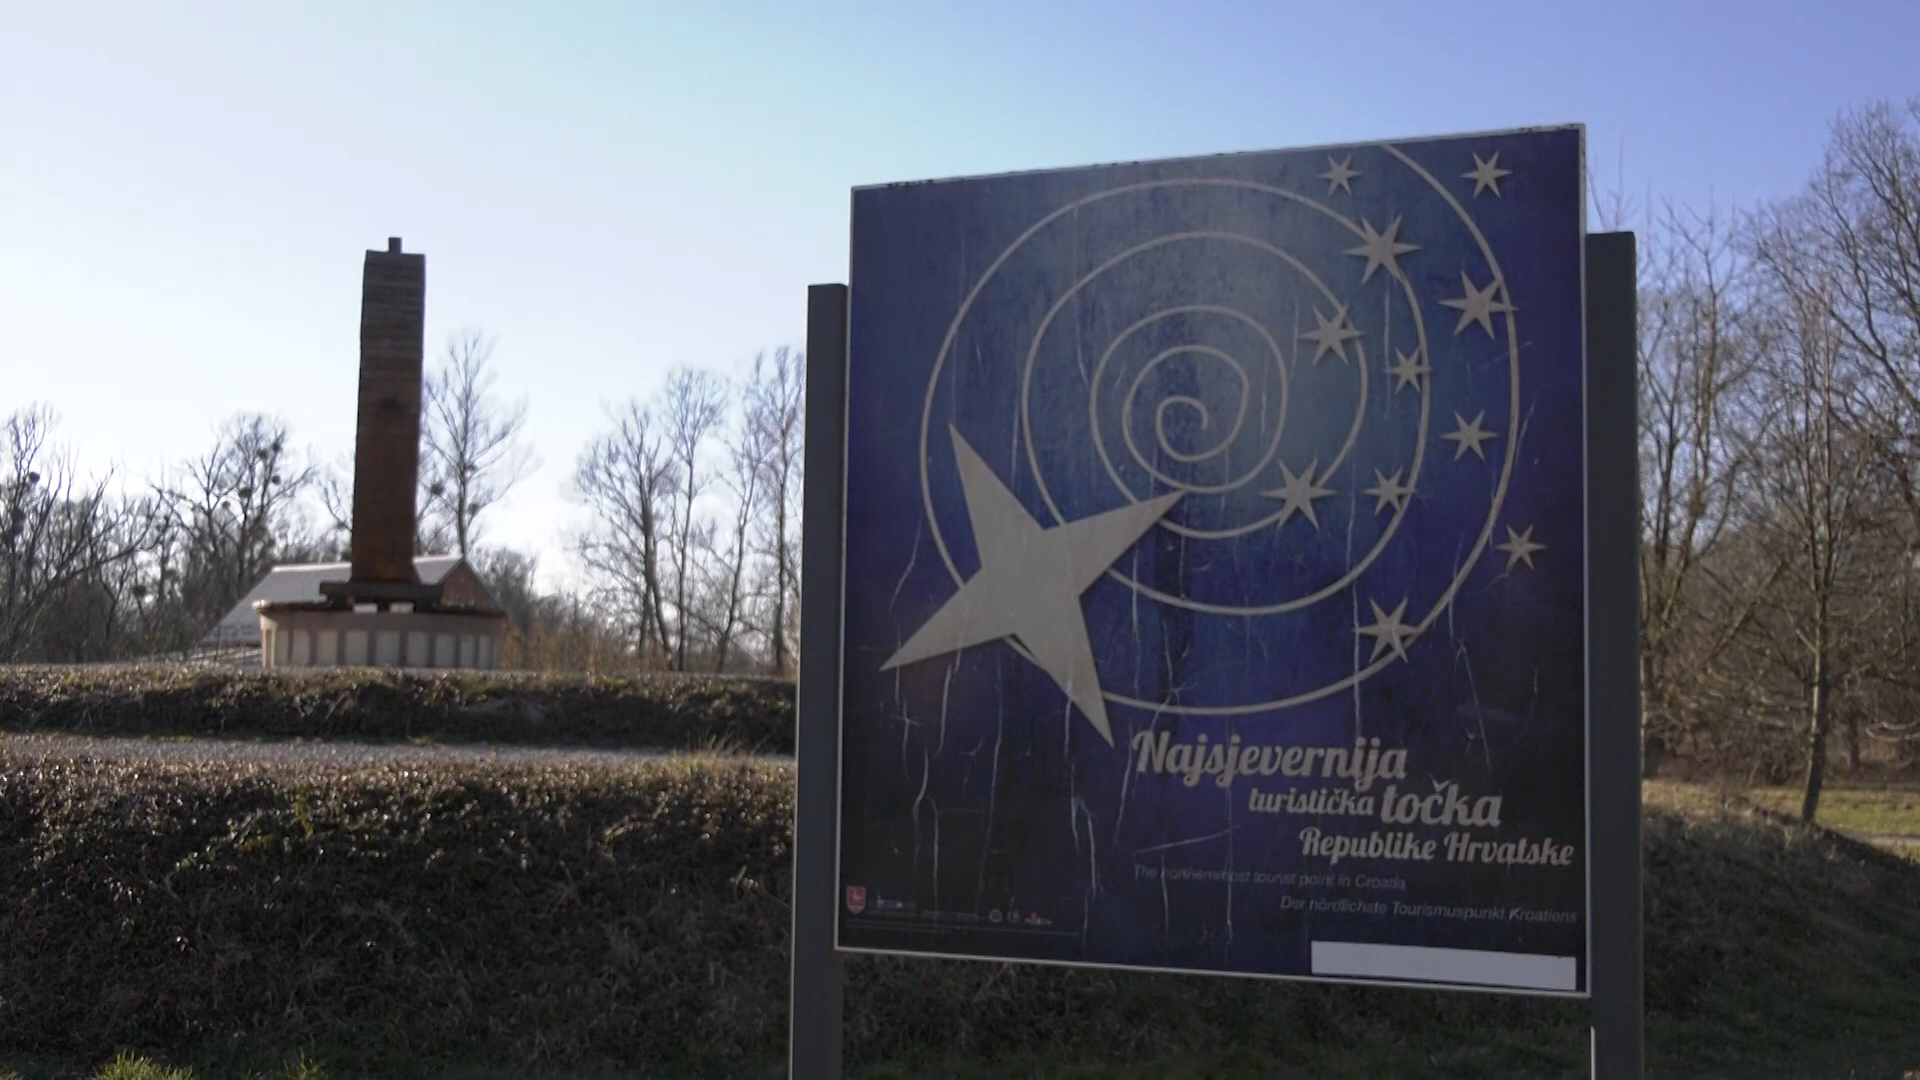 Najsjevernija
turistička točka
Republike Hrvatske
The northernmost tourist point in Croatia
Der nördlichste Tourismuspunkt Kroatiens